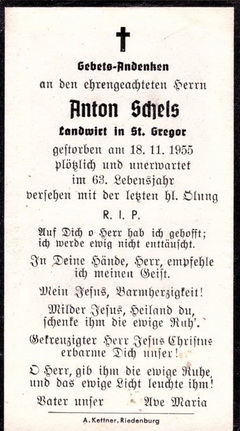 Gebets-Andenken
an den ehrengeachteten Herrn
Anton Schels
Landwirt in St. Gregor
gestorben am 18. 11. 1955
plötzlich und unerwartet
im 63. Lebensjahr
versehen mit der letzten hl. Ölung
R. I. P.
Auf Dich o Herr hab ich gehofft;
ich werde ewig nicht enttäuscht.
In Deine Hände, Herr, empfehle
ich meinen Geist.
Mein Jesus, Barmherzigkeit!
Milder Jesus, Heiland du,
schenke ihm die ewige Ruh'.
Gekreuzigter Herr Jesus Christus
erbarme Dich unser!
O Herr, gib ihm die ewige Ruhe,
und das ewige Licht leuchte ihm!
Vater unser Ave Maria
A. Kettner, Riedenburg